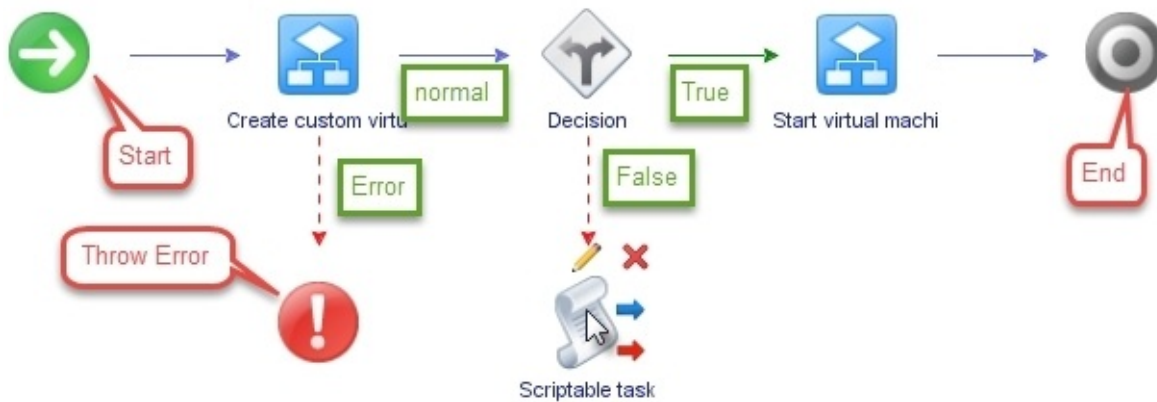 normal
True
Create custom virtu
Decision
Start virtual machi
Start
Error
False
End
Throw Error
Scriptable task